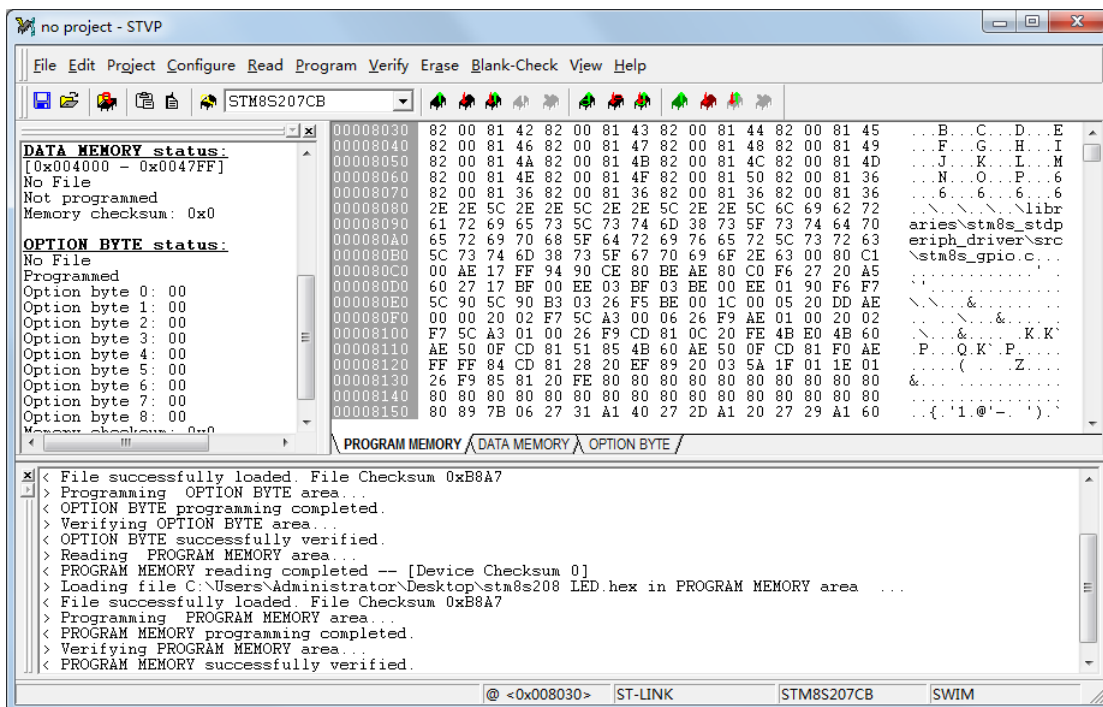 no project - STVP
File Edit Project Configure Read Program Verify Erase Blank-Check View Help
STM8S207CB
DATA MEMORY status:
[0x004000 - 0x0047FF]
No File
Not programmed
Memory checksum: 0x0
OPTION BYTE status:
No File
Programmed
Option byte 0: 00
Option byte 1: 00
Option byte 2: 00
Option byte 3: 00
Option byte 4: 00
Option byte 5: 00
Option byte 6: 00
Option byte 7: 00
Option byte 8: 00
Memory checksum: 0x0
00008030 82 00 81 42 82 00 81 43 82 00 81 44 82 00 81 45 ...B...C...D...E
00008040 82 00 81 46 82 00 81 47 82 00 81 48 82 00 81 49 ...F...G...H...I
00008050 82 00 81 4A 82 00 81 4B 82 00 81 4C 82 00 81 4D ...J...K...L...M
00008060 82 00 81 4E 82 00 81 4F 82 00 81 50 82 00 81 36 ...N...O...P...6
00008070 82 00 81 36 82 00 81 36 82 00 81 36 82 00 81 36 ...6...6...6...6
00008080 2E 2E 5C 2E 2E 5C 2E 2E 5C 2E 2E 5C 6C 69 62 72 ..\..\..\..\libr
00008090 61 72 69 65 73 5C 73 74 6D 38 73 5F 73 74 64 70 aries\stm8s_stdp
000080A0 65 72 69 70 68 5F 64 72 69 76 65 72 5C 73 72 63 eriph_driver\src
000080B0 5C 73 74 6D 38 73 5F 67 70 69 6F 2E 63 00 80 C1 \stm8s_gpio.c...
000080C0 00 AE 17 FF 94 90 CE 80 BE AE 80 C0 F6 27 20 A5 .............' .
000080D0 60 27 17 BF 00 EE 03 BF 03 BE 00 EE 01 90 F6 F7 `'..............
000080E0 5C 90 5C 90 B3 03 26 F5 BE 00 1C 00 05 20 DD AE \.\...&...... ..
000080F0 00 00 20 02 F7 5C A3 00 06 26 F9 AE 01 00 20 02 .. ..\...&.... .
00008100 F7 5C A3 01 00 26 F9 CD 81 0C 20 FE 4B E0 4B 60 .\...&.... .K.K`
00008110 AE 50 0F CD 81 51 85 4B 60 AE 50 0F CD 81 F0 AE .P...Q.K`.P.....
00008120 FF FF 84 CD 81 28 20 EF 89 20 03 5A 1F 01 1E 01 .....( .. .Z....
00008130 26 F9 85 81 20 FE 80 80 80 80 80 80 80 80 80 80 &... ...........
00008140 80 80 80 80 80 80 80 80 80 80 80 80 80 80 80 80 ................
00008150 80 89 7B 06 27 31 A1 40 27 2D A1 20 27 29 A1 60 ..{.'1.@'-. ').`
PROGRAM MEMORY DATA MEMORY OPTION BYTE
< File successfully loaded. File Checksum 0xB8A7
> Programming OPTION BYTE area...
< OPTION BYTE programming completed.
> Verifying OPTION BYTE area...
< OPTION BYTE successfully verified.
> Reading PROGRAM MEMORY area...
< PROGRAM MEMORY reading completed -- [Device Checksum 0]
> Loading file C:\Users\Administrator\Desktop\stm8s208 LED.hex in PROGRAM MEMORY area ...
< File successfully loaded. File Checksum 0xB8A7
> Programming PROGRAM MEMORY area...
< PROGRAM MEMORY programming completed.
> Verifying PROGRAM MEMORY area...
< PROGRAM MEMORY successfully verified.
@ <0x008030> ST-LINK STM8S207CB SWIM